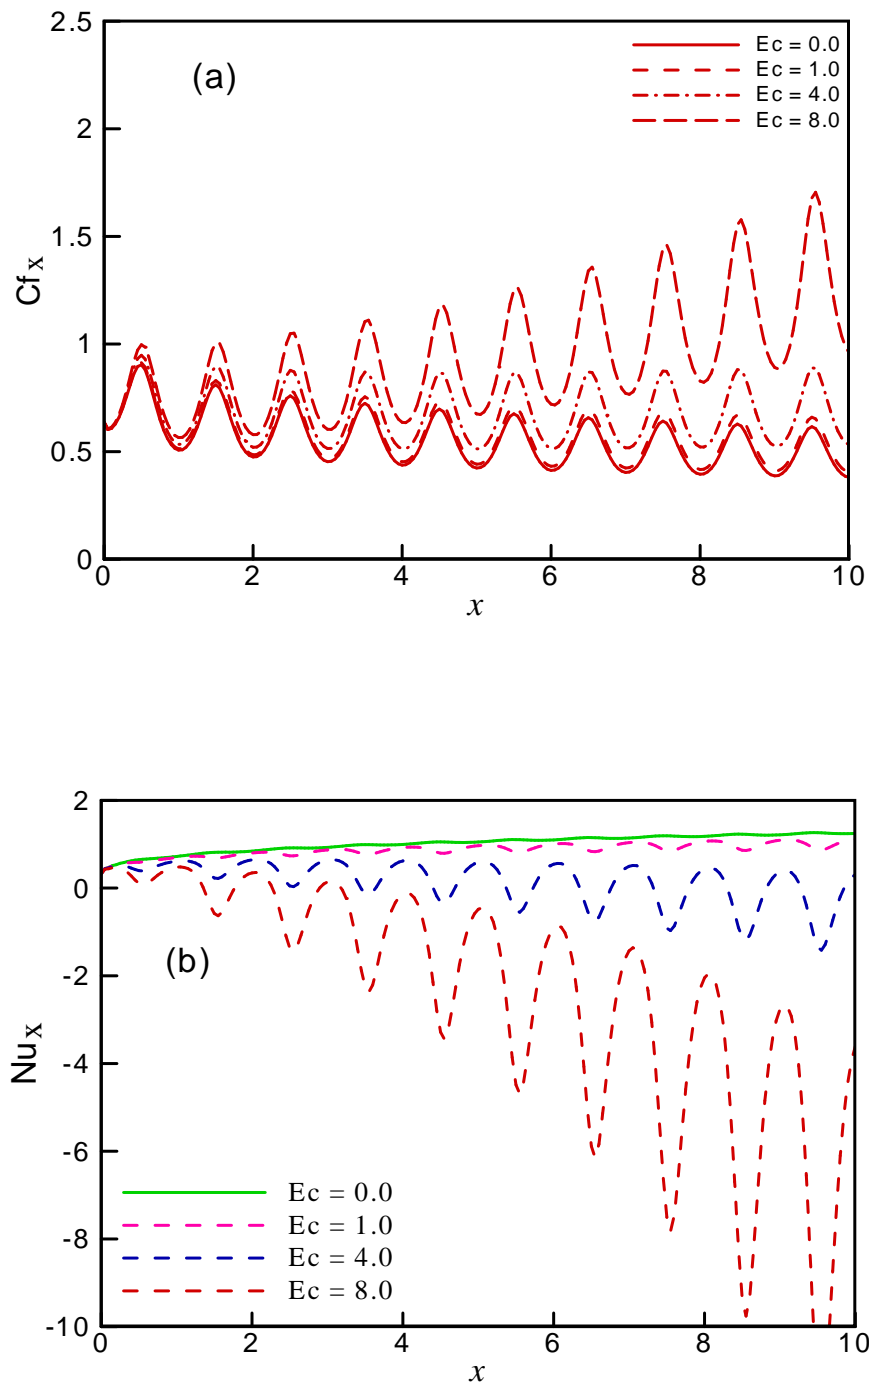 2.5
(a)
Ec = 0.0
Ec = 1.0
Ec = 4.0
Ec = 8.0
2
1.5
Cfx
1
0.5
0
0 2 4 6 8 10
x
2
0
(b)
-2
Nux
-4
-6
Ec = 0.0
Ec = 1.0
-8
Ec = 4.0
Ec = 8.0
-10
0 2 4 6 8 10
x